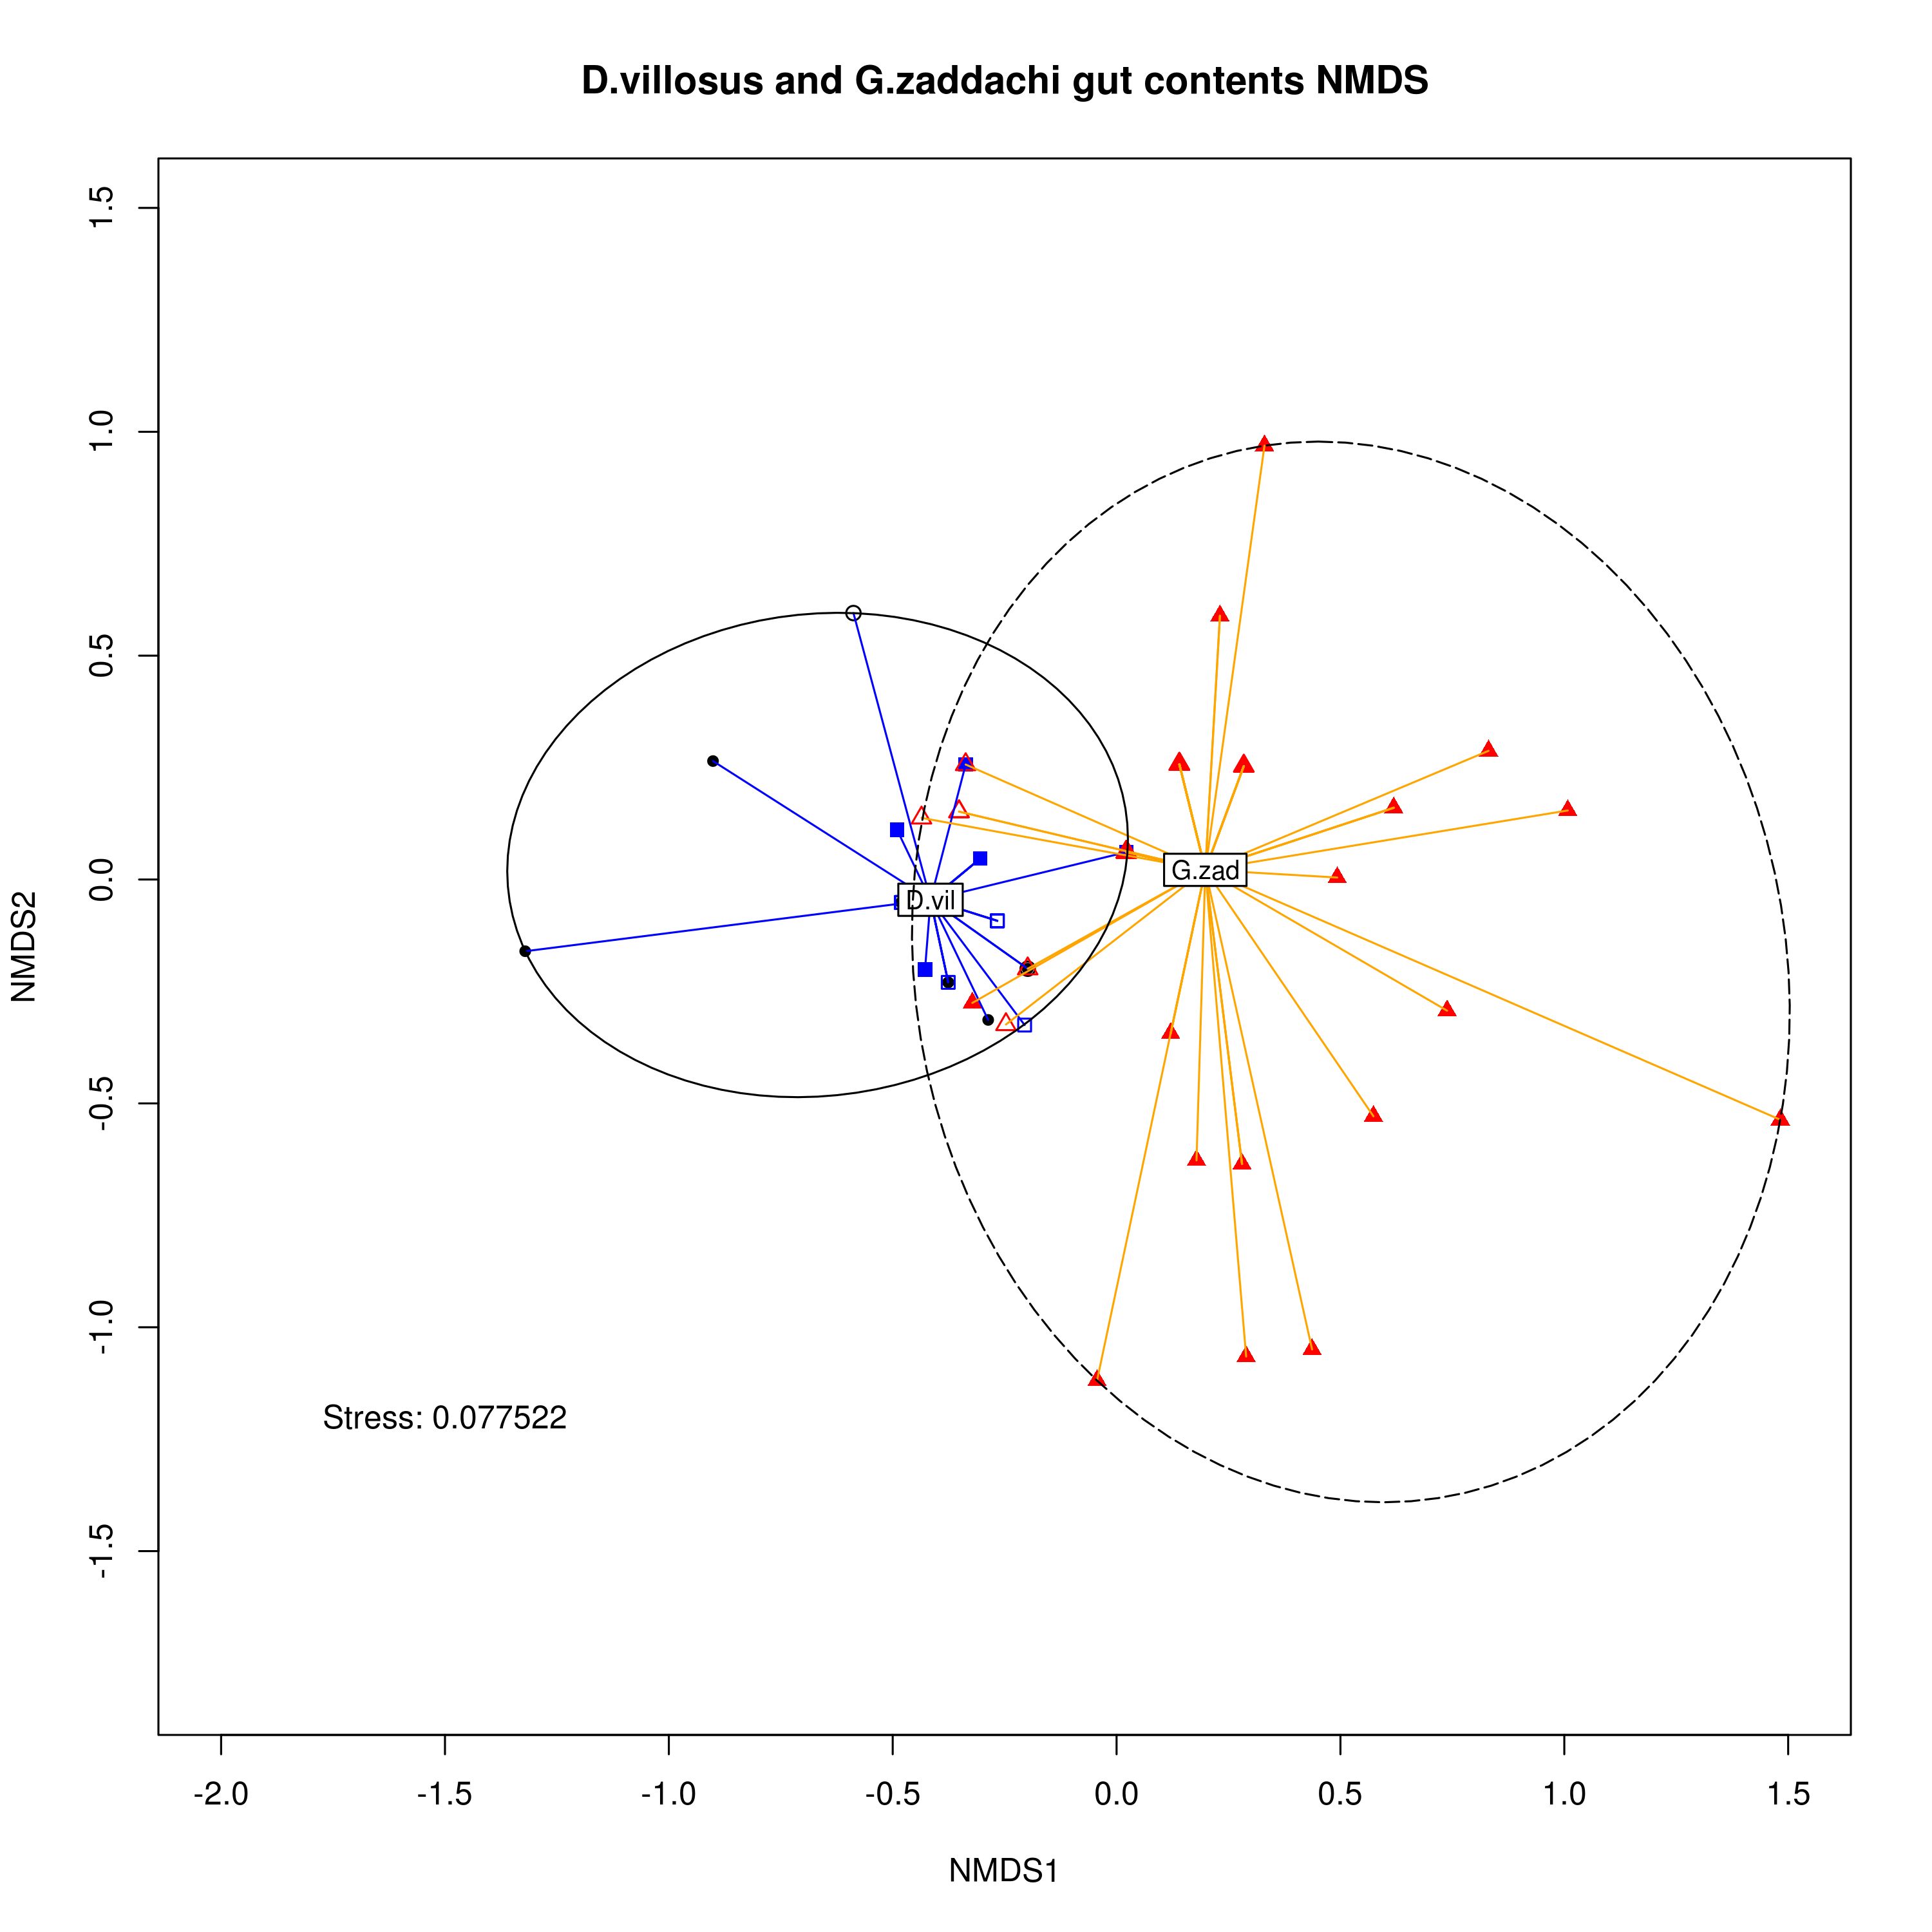 D.villosus and G.zaddachi gut contents NMDS
1.5
1.0
0.5
0.0
-0.5
-1.0
-1.5
NMDS2
D.vil
G.zad
Stress: 0.077522
-2.0 -1.5 -1.0 -0.5 0.0 0.5 1.0 1.5
NMDS1